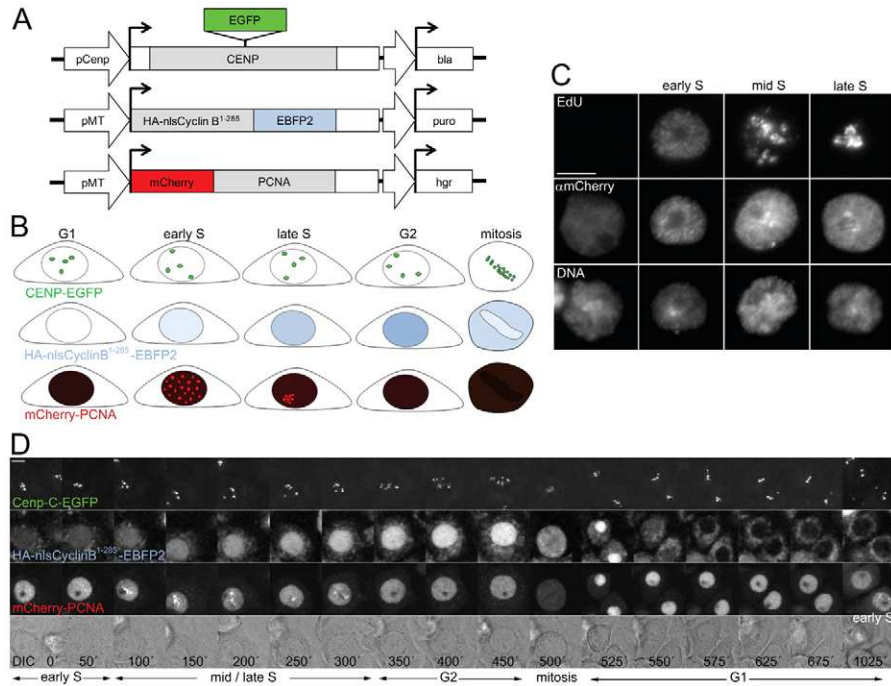 A
EGFP
pCenp CENP bla
pMT HA-nlsCyclin B1-285 EBFP2 puro
pMT mCherry PCNA hgr
B
G1 early S late S G2 mitosis
CENP-EGFP
HA-nlsCyclinB1-285-EBFP2
mCherry-PCNA
C
early S mid S late S
EdU
αmCherry
DNA
D
Cenp-C-EGFP
HA-nlsCyclinB1-285-EBFP2
mCherry-PCNA
early S
DIC 0´ 50´ 100´ 150´ 200´ 250´ 300´ 350´ 400´ 450´ 500´ 525´ 550´ 575´ 625´ 675´ 1025´
early S mid / late S G2 mitosis G1